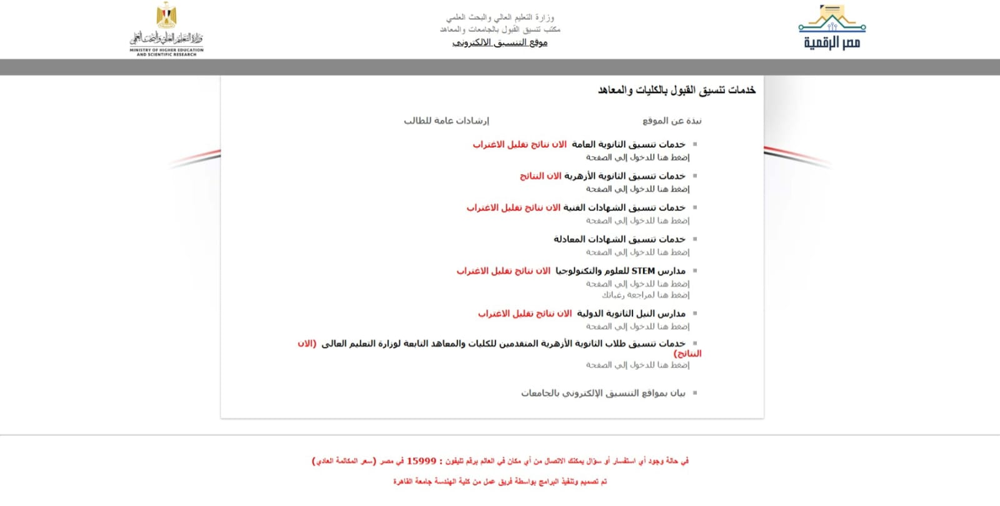 وزارة التعليم العالي والبحث العلمي
MINISTRY OF HIGHER EDUCATION
AND SCIENTIFIC RESEARCH
وزارة التعليم العالي والبحث العلمي
مكتب تنسيق القبول بالجامعات والمعاهد
موقع التنسيق الالكتروني
مصر الرقمية
خدمات تنسيق القبول بالكليات والمعاهد
نبذة عن الموقع
إرشادات عامة للطالب
خدمات تنسيق الثانوية العامة الان نتائج تقليل الاغتراب
إضغط هنا للدخول إلي الصفحة
خدمات تنسيق الثانوية الأزهرية الان النتائج
إضغط هنا للدخول إلي الصفحة
خدمات تنسيق الشهادات الفنية الان نتائج تقليل الاغتراب
إضغط هنا للدخول إلي الصفحة
خدمات تنسيق الشهادات المعادلة
إضغط هنا للدخول إلي الصفحة
مدارس STEM للعلوم والتكنولوجيا الان نتائج تقليل الاغتراب
إضغط هنا للدخول إلي الصفحة
إضغط هنا لمراجعة رغباتك
مدارس النيل الثانوية الدولية الان نتائج تقليل الاغتراب
إضغط هنا للدخول إلي الصفحة
خدمات تنسيق طلاب الثانوية الأزهرية المتقدمين للكليات والمعاهد التابعة لوزارة التعليم العالى (الان
النتائج)
إضغط هنا للدخول إلي الصفحة
بيان بمواقع التنسيق الإلكتروني بالجامعات
في حالة وجود أي استفسار أو سؤال يمكنك الاتصال من أي مكان في العالم برقم تليفون : 15999 في مصر (سعر المكالمة العادي)
تم تصميم وتنفيذ البرامج بواسطة فريق عمل من كلية الهندسة جامعة القاهرة